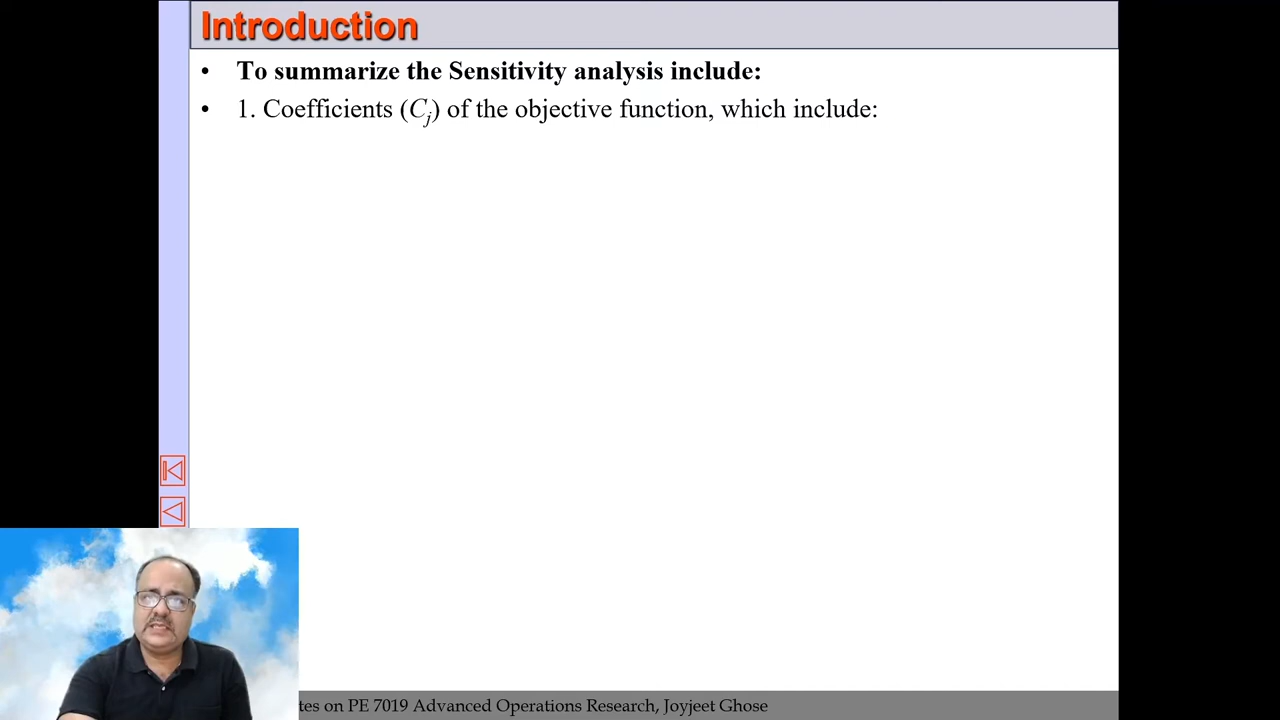 Introduction
• To summarize the Sensitivity analysis include:
• 1. Coefficients (Cj) of the objective function, which include:
on PE 7019 Advanced Operations Research, Joyjeet Ghose